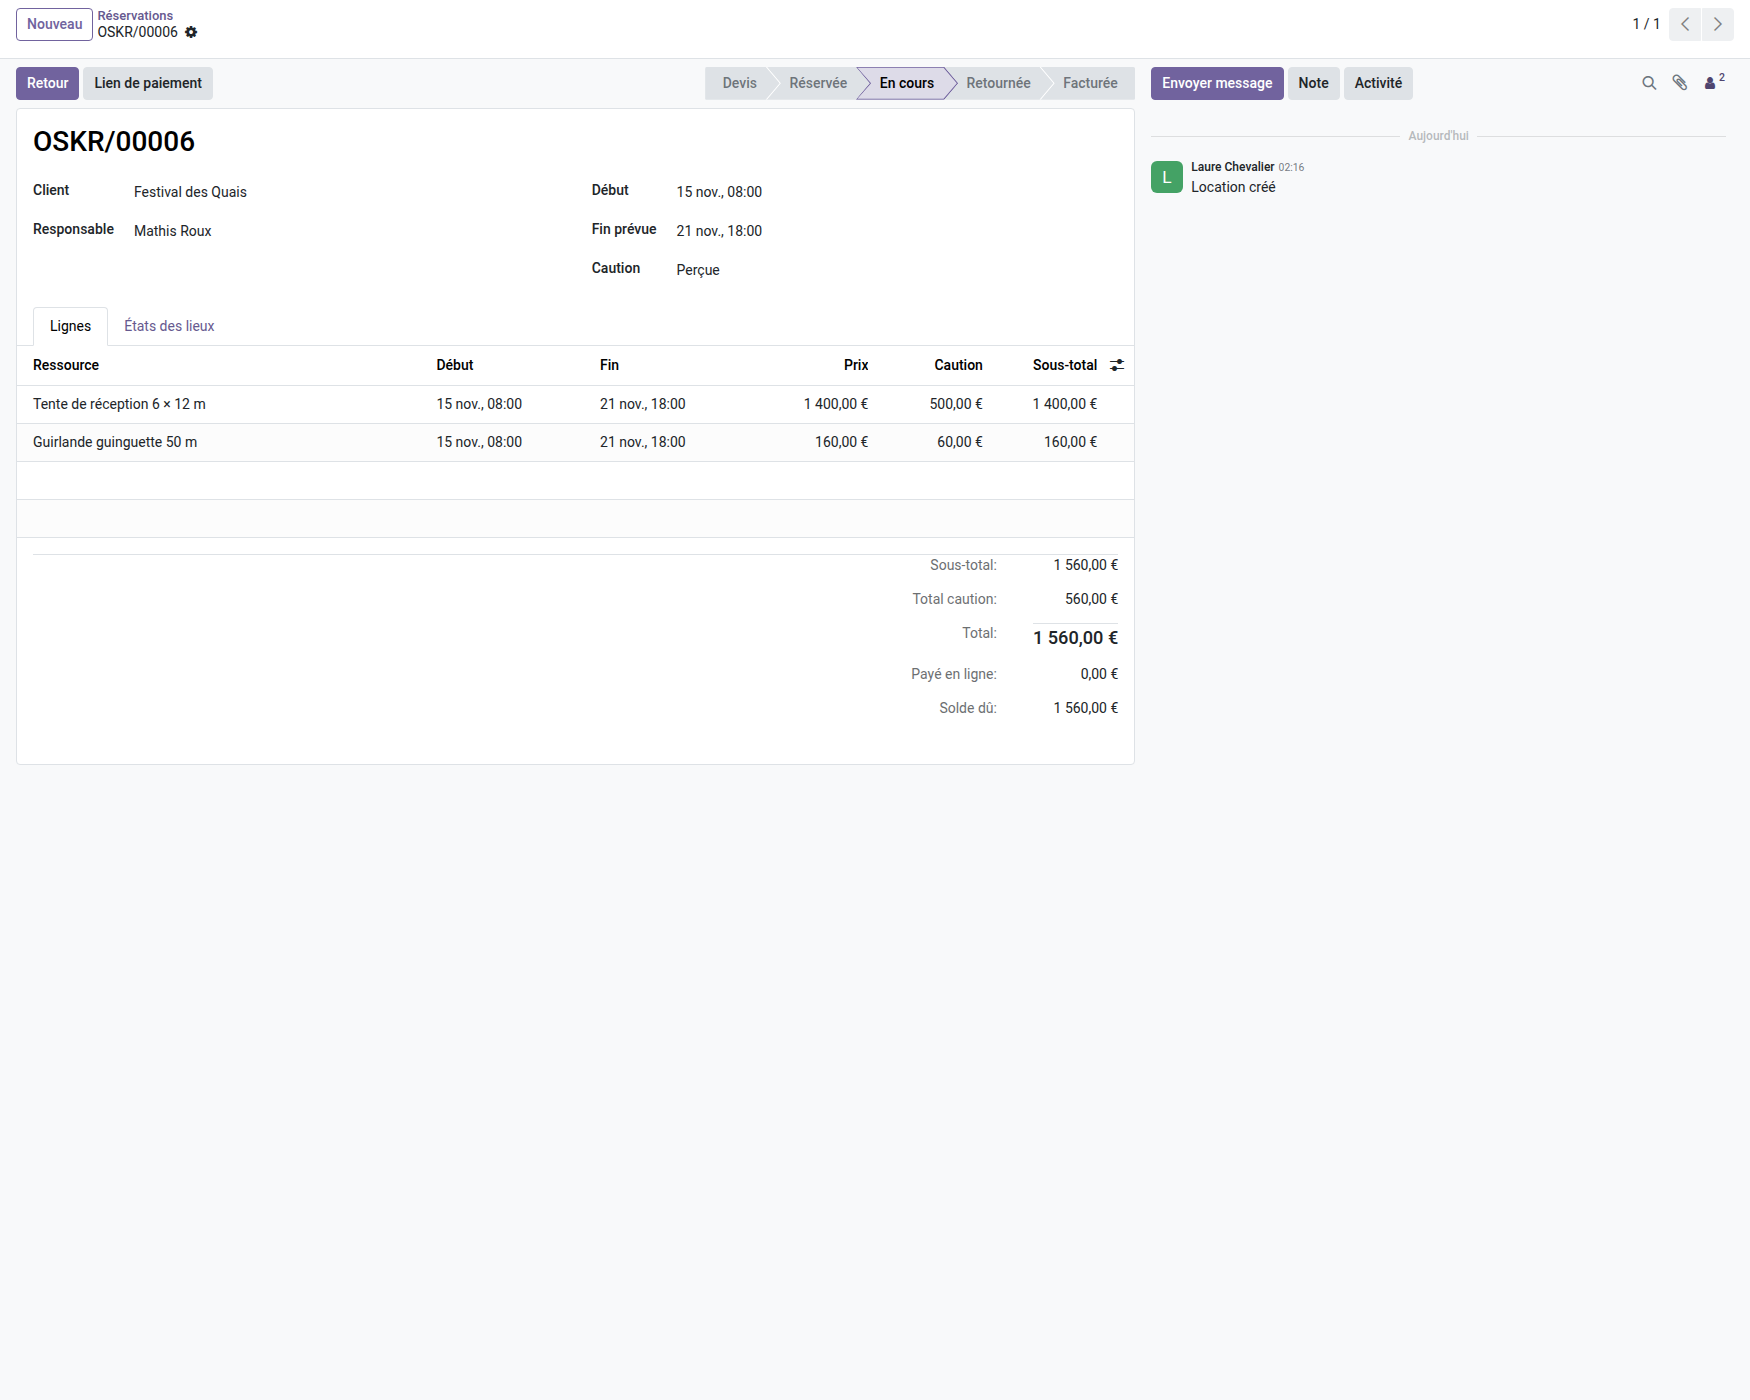 Nouveau
Réservations
OSKR/00006
1 / 1
Retour
Lien de paiement
Devis
Réservée
En cours
Retournée
Facturée
Envoyer message
Note
Activité
2
OSKR/00006
Client
Festival des Quais
Responsable
Mathis Roux
Début
15 nov., 08:00
Fin prévue
21 nov., 18:00
Caution
Perçue
Aujourd'hui
L
Laure Chevalier 02:16
Location créé
Lignes
États des lieux
Ressource Début Fin Prix Caution Sous-total
Tente de réception 6 × 12 m 15 nov., 08:00 21 nov., 18:00 1 400,00 € 500,00 € 1 400,00 €
Guirlande guinguette 50 m 15 nov., 08:00 21 nov., 18:00 160,00 € 60,00 € 160,00 €
Sous-total: 1 560,00 €
Total caution: 560,00 €
Total: 1 560,00 €
Payé en ligne: 0,00 €
Solde dû: 1 560,00 €